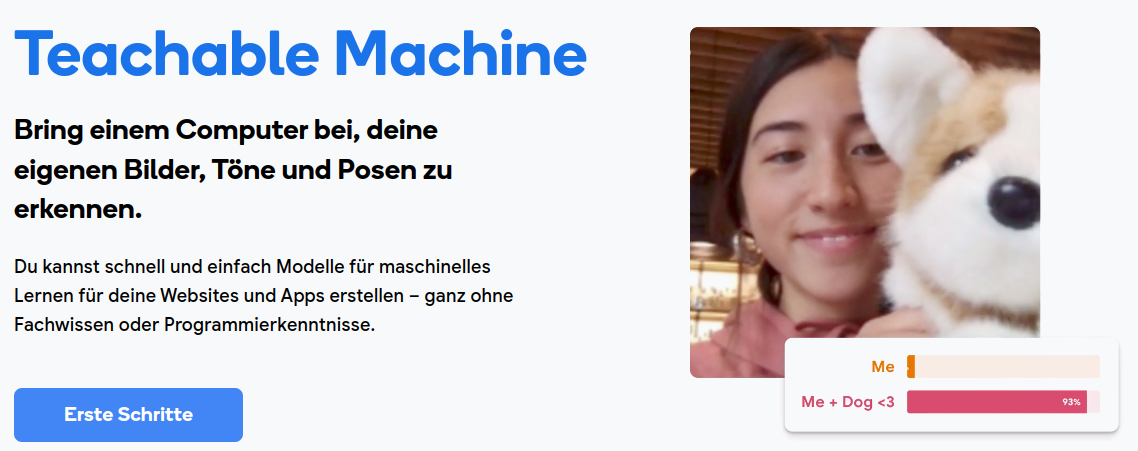 Teachable Machine
Bring einem Computer bei, deine
eigenen Bilder, Töne und Posen zu
erkennen.
Du kannst schnell und einfach Modelle für maschinelles
Lernen für deine Websites und Apps erstellen – ganz ohne
Fachwissen oder Programmierkenntnisse.
Erste Schritte
Me
Me + Dog <3 93%